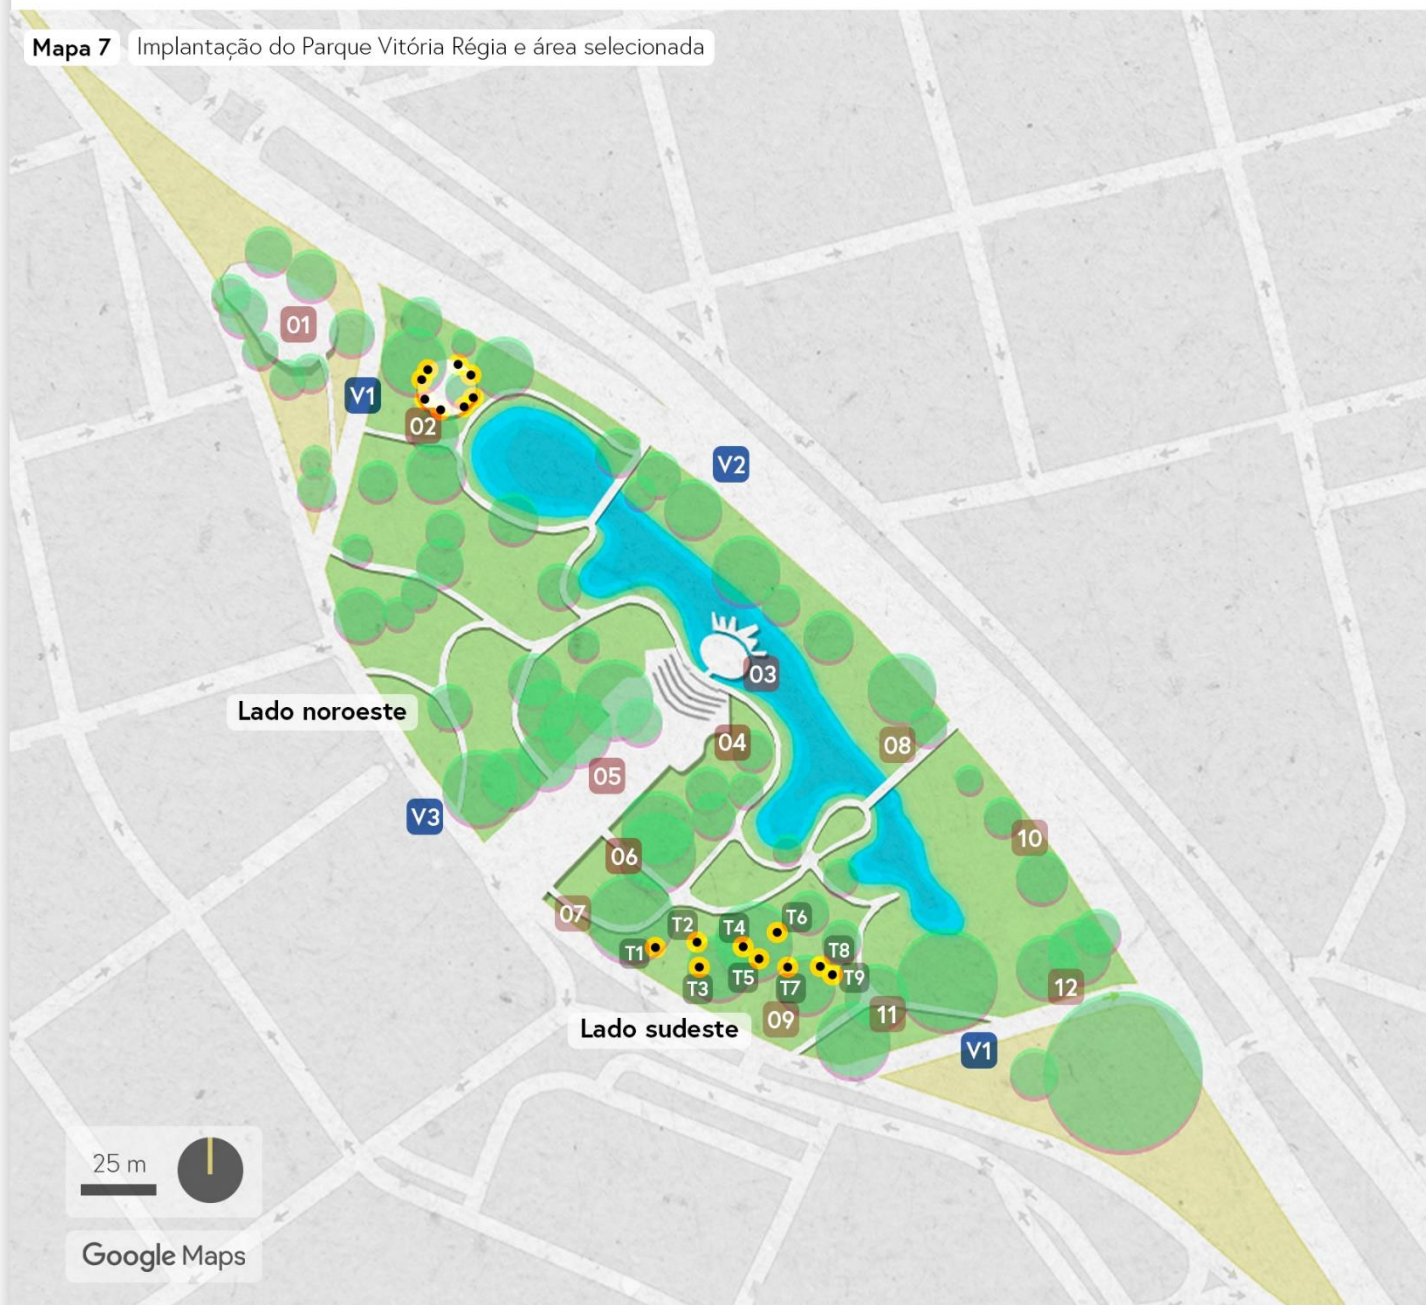 Mapa 7 Implantação do Parque Vitória Régia e área selecionada
01
V1
02
V2
03
Lado noroeste
04
08
05
V3
10
06
07
T6
T2
T4
T1
T8
T5
T9
T3
T7
12
11
09
Lado sudeste
V1
25 m
Google Maps